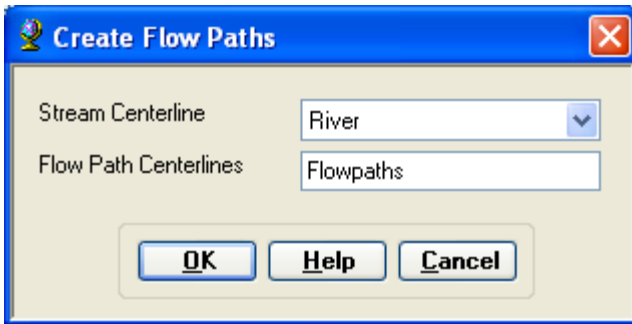 Create Flow Paths
Stream Centerline River
Flow Path Centerlines Flowpaths
OK Help Cancel